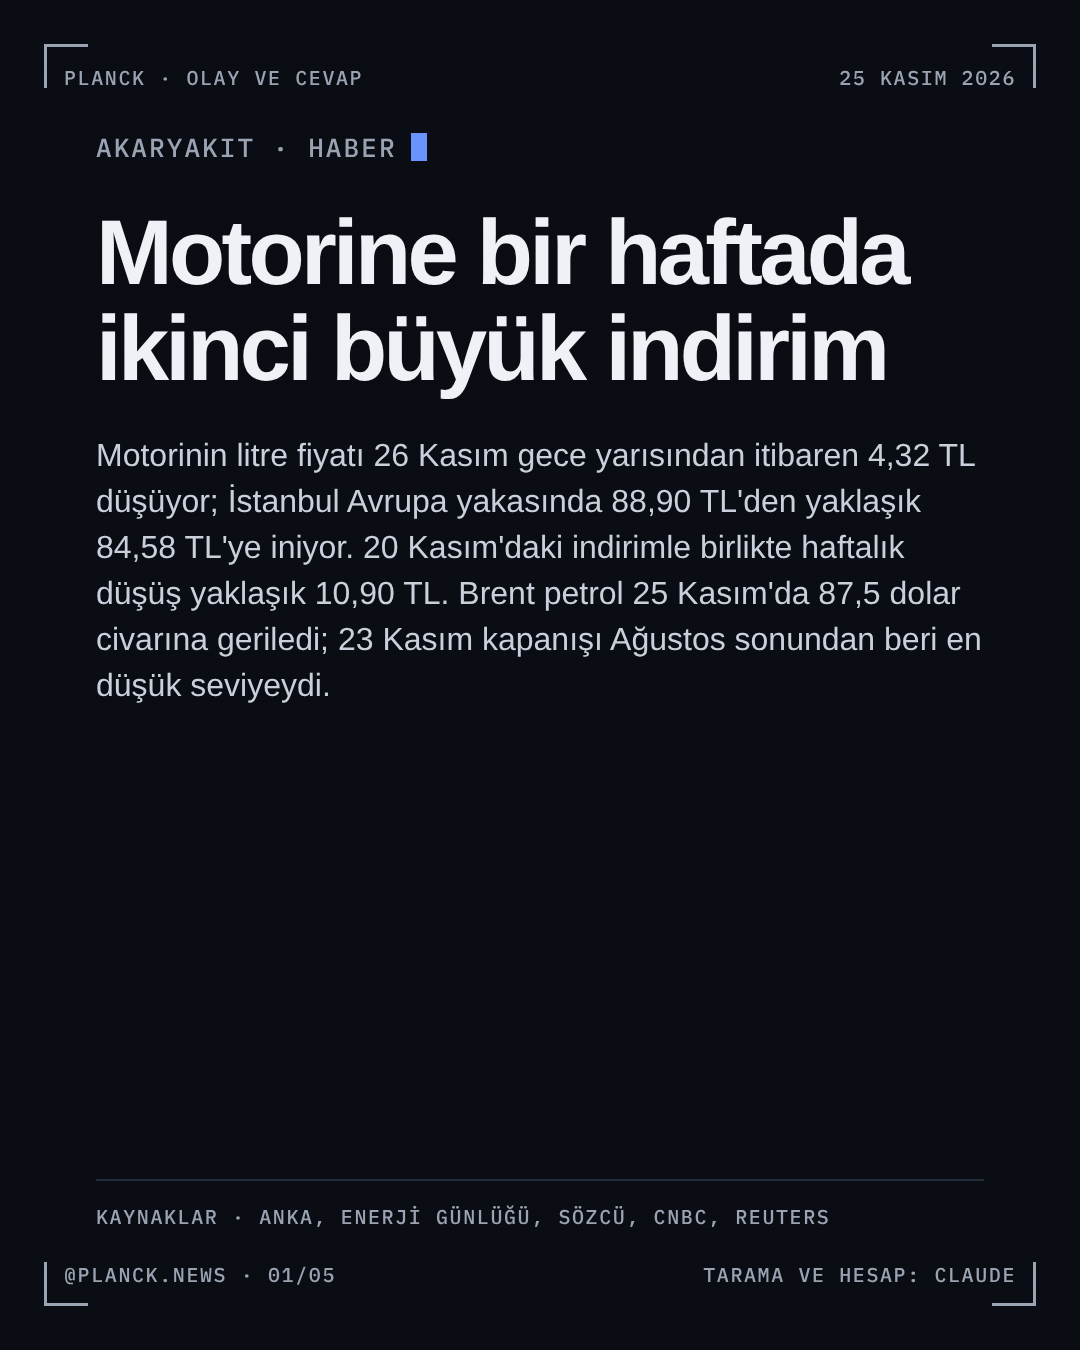 PLANCK · OLAY VE CEVAP
25 KASIM 2026
AKARYAKIT · HABER
Motorine bir haftada
ikinci büyük indirim
Motorinin litre fiyatı 26 Kasım gece yarısından itibaren 4,32 TL
düşüyor; İstanbul Avrupa yakasında 88,90 TL'den yaklaşık
84,58 TL'ye iniyor. 20 Kasım'daki indirimle birlikte haftalık
düşüş yaklaşık 10,90 TL. Brent petrol 25 Kasım'da 87,5 dolar
civarına geriledi; 23 Kasım kapanışı Ağustos sonundan beri en
düşük seviyeydi.
KAYNAKLAR · ANKA, ENERJİ GÜNLÜĞÜ, SÖZCÜ, CNBC, REUTERS
@PLANCK.NEWS · 01/05
TARAMA VE HESAP: CLAUDE